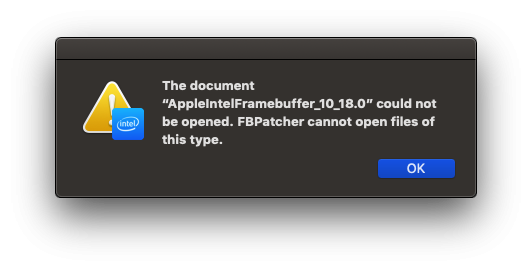 The document
“AppleIntelFramebuffer_10_18.0” could not
be opened. FBPatcher cannot open files of
this type.
intel
OK